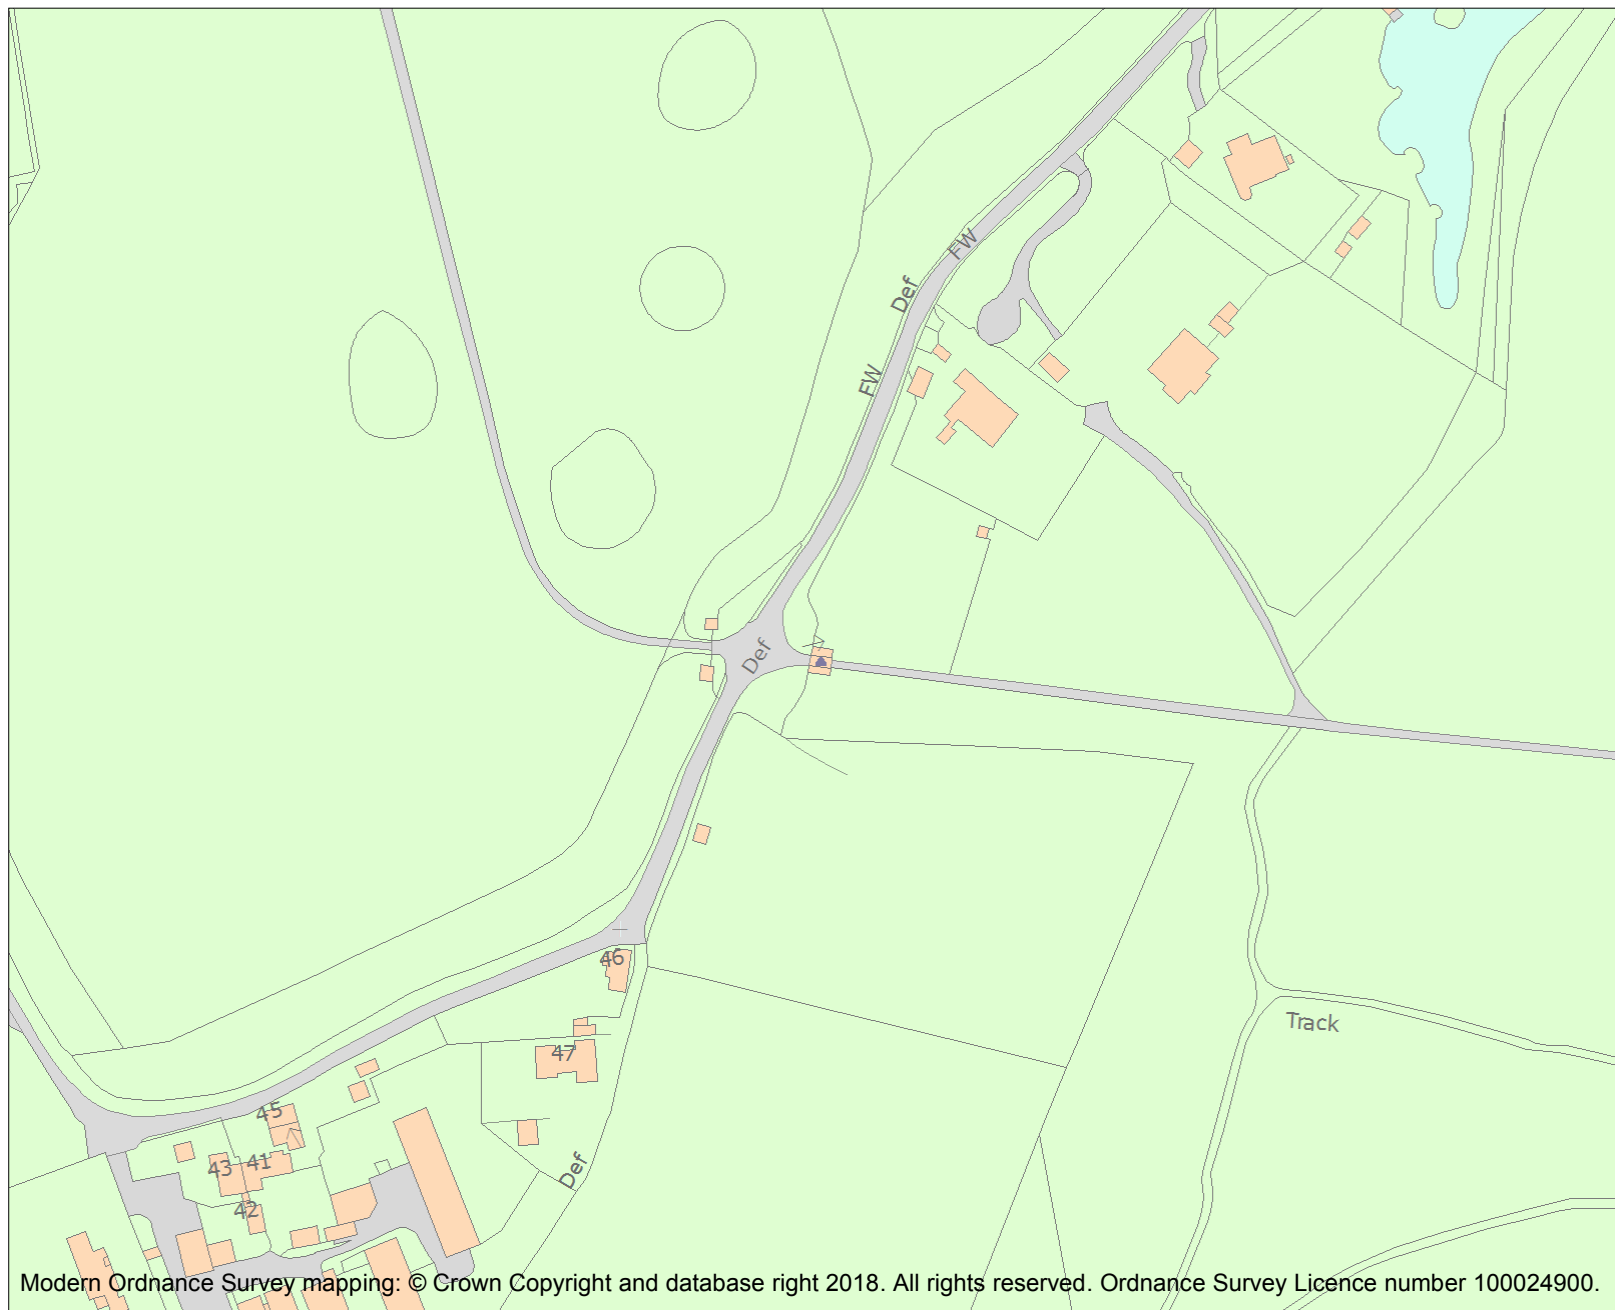 FW
Def
FW
Def
46
Track
47
45
43 41
Def
42
Modern Ordnance Survey mapping: © Crown Copyright and database right 2018. All rights reserved. Ordnance Survey Licence number 100024900.